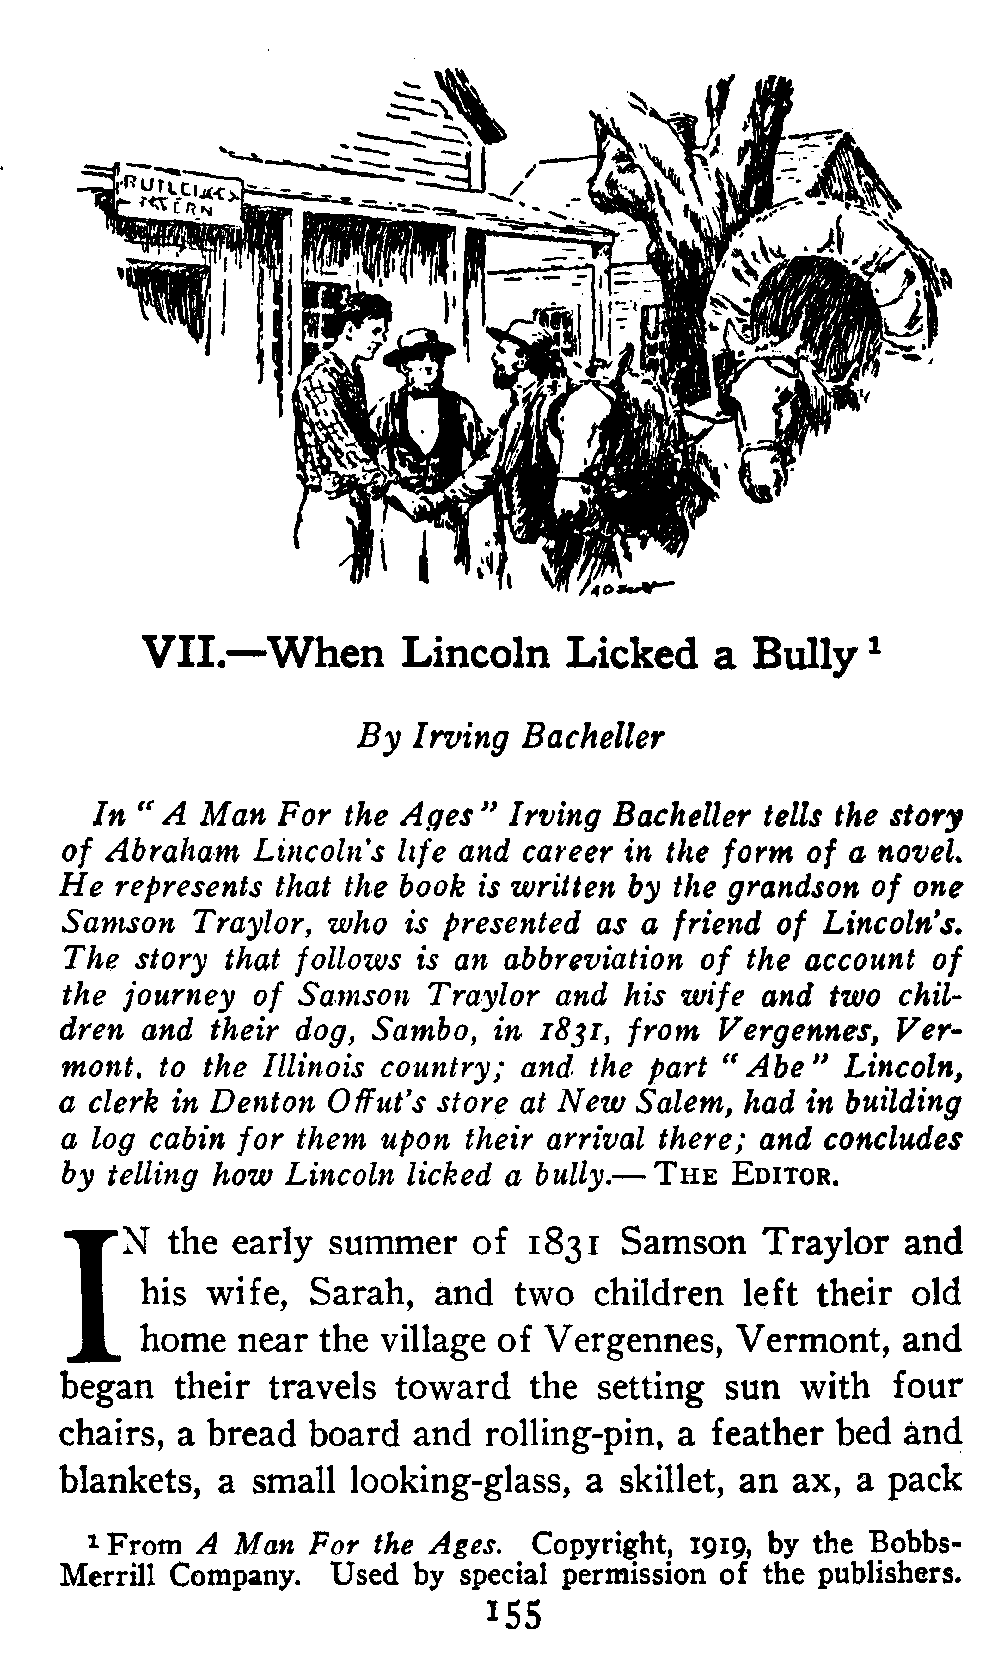 RUTLEDGE
TAVERN
VII.—When Lincoln Licked a Bully ¹
By Irving Bacheller
In “ A Man For the Ages ” Irving Bacheller tells the story
of Abraham Lincoln's life and career in the form of a novel.
He represents that the book is written by the grandson of one
Samson Traylor, who is presented as a friend of Lincoln's.
The story that follows is an abbreviation of the account of
the journey of Samson Traylor and his wife and two chil-
dren and their dog, Sambo, in 1831, from Vergennes, Ver-
mont, to the Illinois country; and the part “ Abe ” Lincoln,
a clerk in Denton Offut's store at New Salem, had in building
a log cabin for them upon their arrival there; and concludes
by telling how Lincoln licked a bully.— THE EDITOR.
IN the early summer of 1831 Samson Traylor and
his wife, Sarah, and two children left their old
home near the village of Vergennes, Vermont, and
began their travels toward the setting sun with four
chairs, a bread board and rolling-pin, a feather bed and
blankets, a small looking-glass, a skillet, an ax, a pack
¹ From A Man For the Ages. Copyright, 1919, by the Bobbs-
Merrill Company. Used by special permission of the publishers.
155